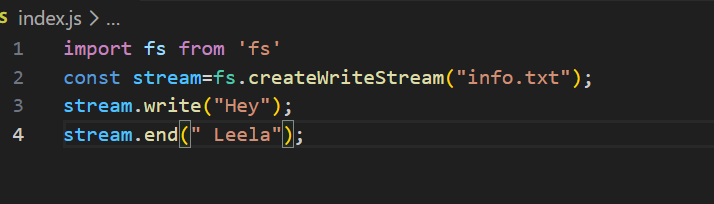 index.js > ...
1 import fs from 'fs'
2 const stream=fs.createWriteStream("info.txt");
3 stream.write("Hey");
4 stream.end(" Leela");